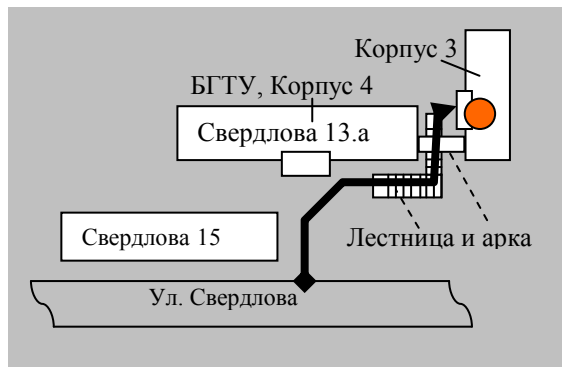 Корпус 3
БГТУ, Корпус 4
Свердлова 13.а
Свердлова 15
Лестница и арка
Ул. Свердлова